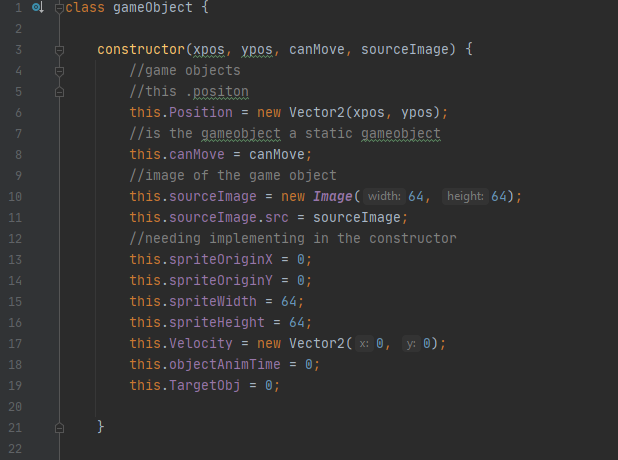 1 class gameObject {
2
3 constructor(xpos, ypos, canMove, sourceImage) {
4 //game objects
5 //this .positon
6 this.Position = new Vector2(xpos, ypos);
7 //is the gameobject a static gameobject
8 this.canMove = canMove;
9 //image of the game object
10 this.sourceImage = new Image( width: 64, height: 64);
11 this.sourceImage.src = sourceImage;
12 //needing implementing in the constructor
13 this.spriteOriginX = 0;
14 this.spriteOriginY = 0;
15 this.spriteWidth = 64;
16 this.spriteHeight = 64;
17 this.Velocity = new Vector2( x: 0, y: 0);
18 this.objectAnimTime = 0;
19 this.TargetObj = 0;
20
21 }
22